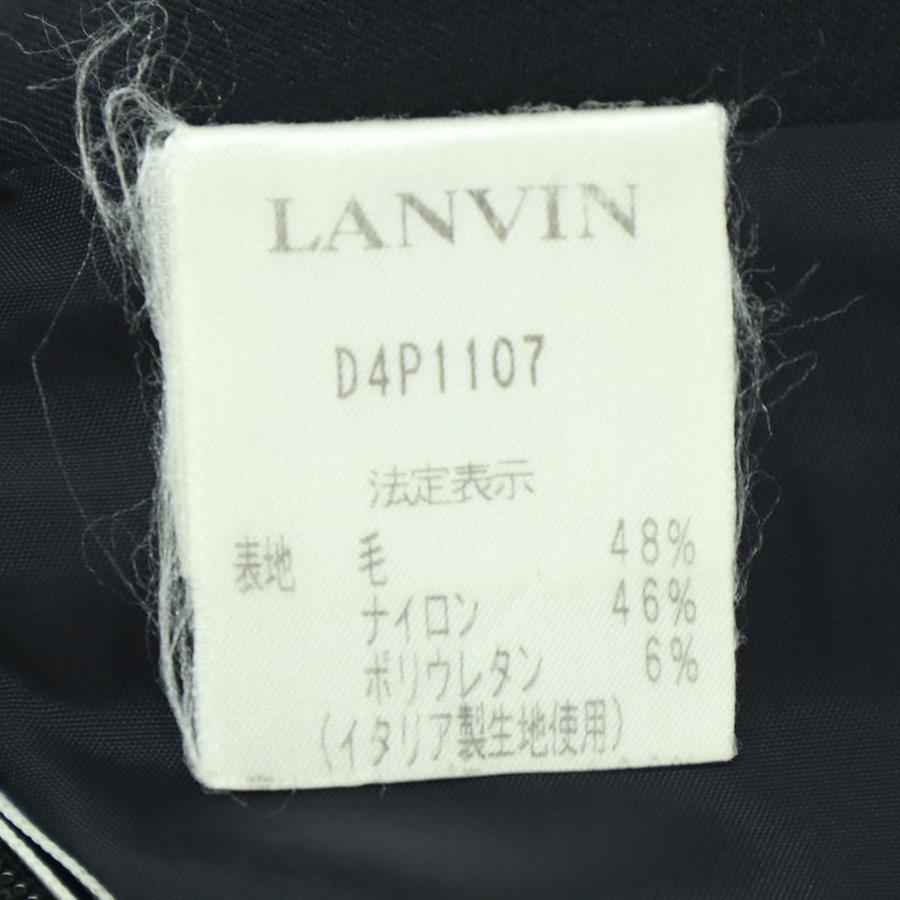 LANVIN
D4P1107
法定表示
表地 毛 48%
ナイロン 46%
ポリウレタン 6%
(イタリア製生地使用)